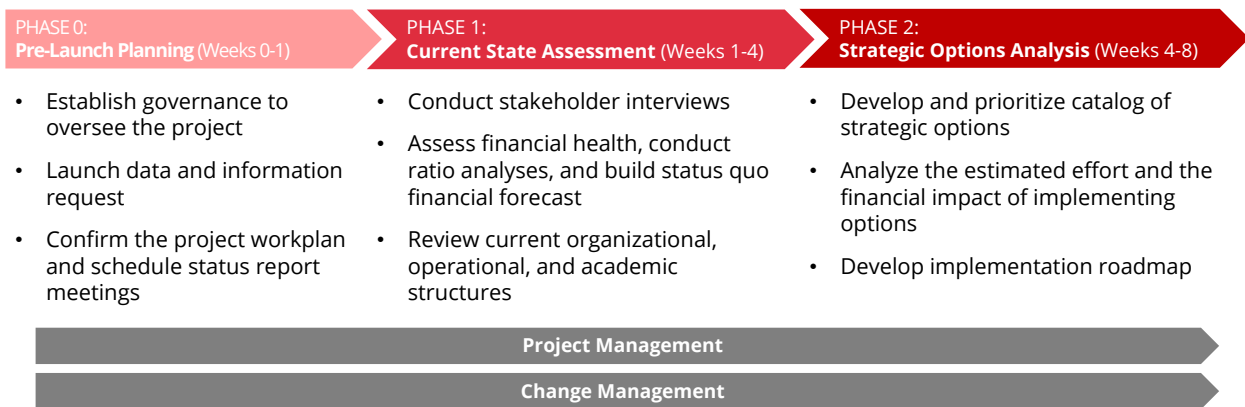 PHASE 0:
Pre-Launch Planning (Weeks 0-1)
• Establish governance to
oversee the project
• Launch data and information
request
• Confirm the project workplan
and schedule status report
meetings
PHASE 1:
Current State Assessment (Weeks 1-4)
• Conduct stakeholder interviews
• Assess financial health, conduct
ratio analyses, and build status quo
financial forecast
• Review current organizational,
operational, and academic
structures
PHASE 2:
Strategic Options Analysis (Weeks 4-8)
• Develop and prioritize catalog of
strategic options
• Analyze the estimated effort and the
financial impact of implementing
options
• Develop implementation roadmap
Project Management
Change Management